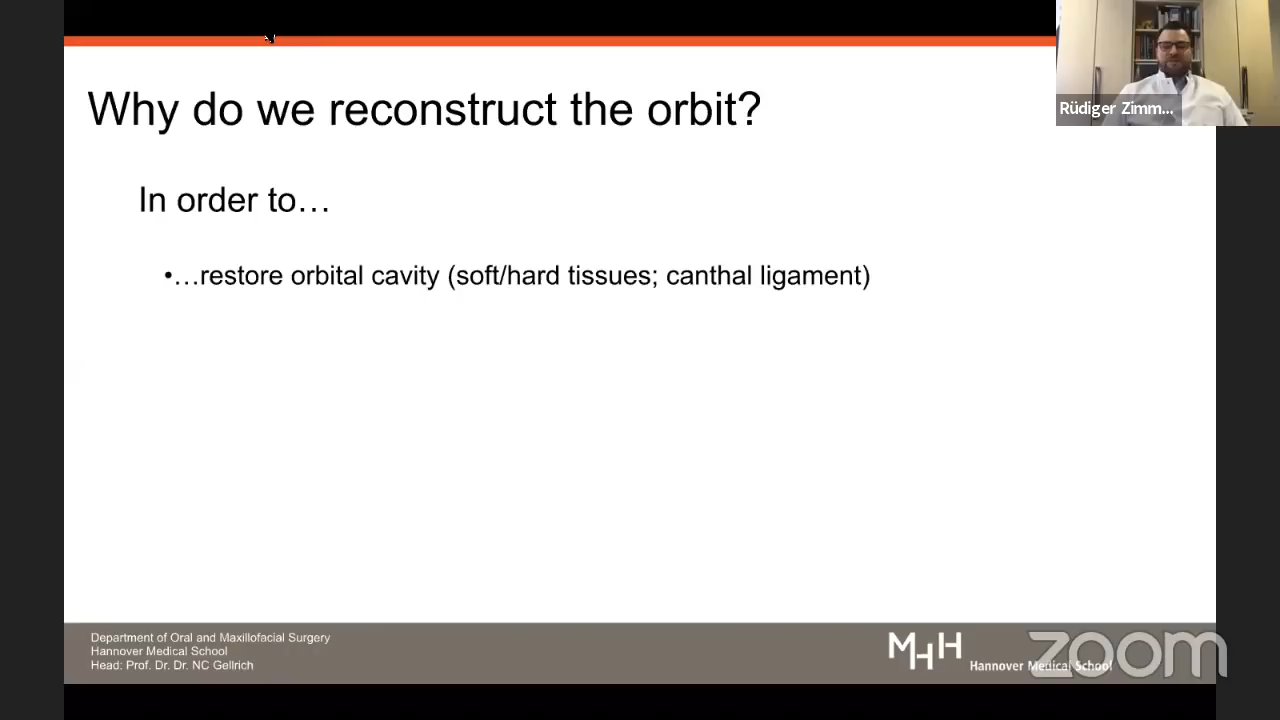 Why do we reconstruct the orbit?
Rüdiger Zimm...
In order to…
•…restore orbital cavity (soft/hard tissues; canthal ligament)
Department of Oral and Maxillofacial Surgery
Hannover Medical School
Head: Prof. Dr. Dr. NC Gellrich
MHH
Hannover Medical School
zoom